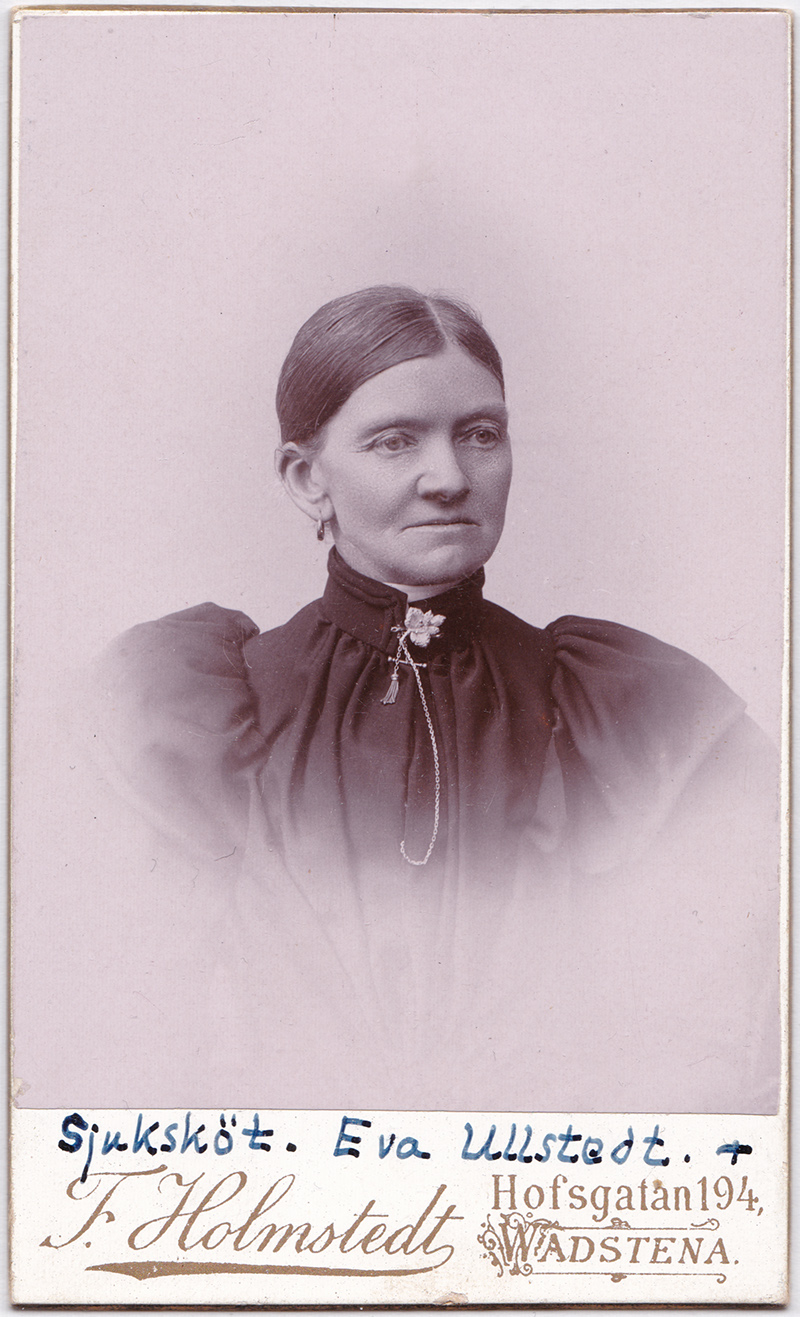 Sjuksköt. Eva Ullstedt. +
F. Holmstedt
Hofsgatan 194,
WADSTENA.